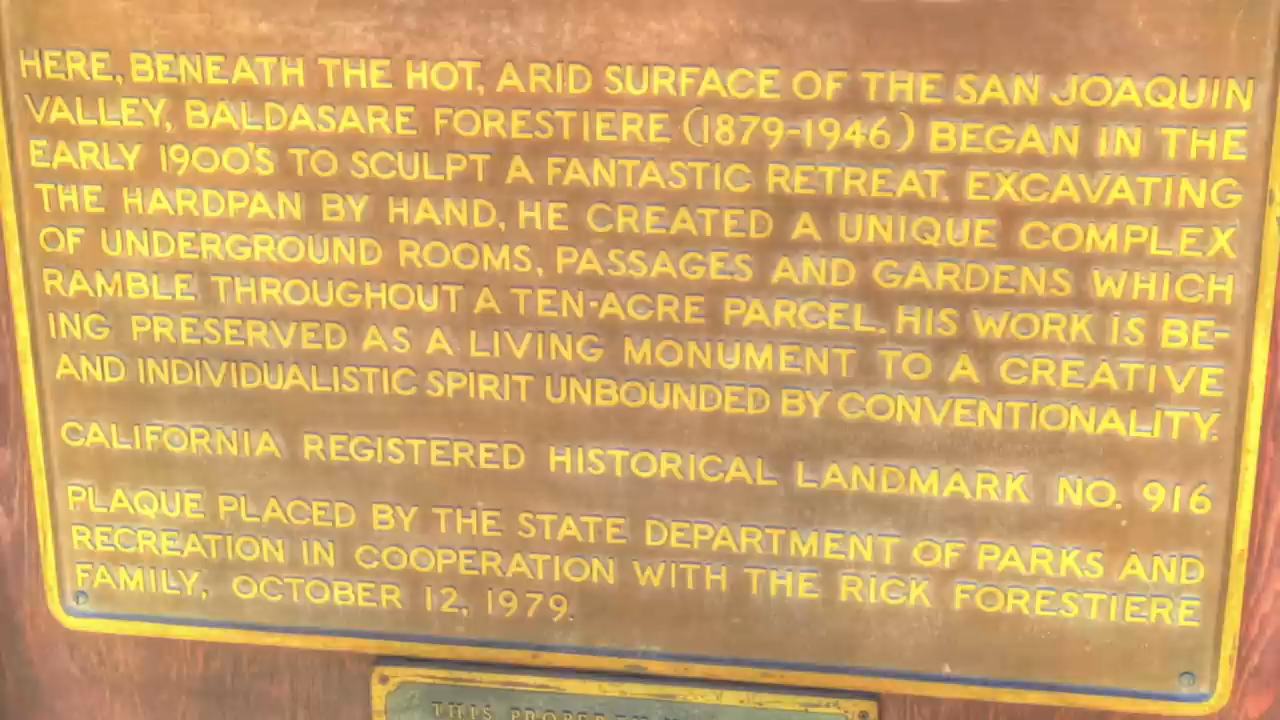 HERE, BENEATH THE HOT, ARID SURFACE OF THE SAN JOAQUIN
VALLEY, BALDASARE FORESTIERE (1879-1946) BEGAN IN THE
EARLY 1900'S TO SCULPT A FANTASTIC RETREAT. EXCAVATING
THE HARDPAN BY HAND, HE CREATED A UNIQUE COMPLEX
OF UNDERGROUND ROOMS, PASSAGES AND GARDENS WHICH
RAMBLE THROUGHOUT A TEN-ACRE PARCEL. HIS WORK IS BE-
ING PRESERVED AS A LIVING MONUMENT TO A CREATIVE
AND INDIVIDUALISTIC SPIRIT UNBOUNDED BY CONVENTIONALITY.
CALIFORNIA REGISTERED HISTORICAL LANDMARK NO. 916
PLAQUE PLACED BY THE STATE DEPARTMENT OF PARKS AND
RECREATION IN COOPERATION WITH THE RICK FORESTIERE
FAMILY, OCTOBER 12, 1979.
THIS